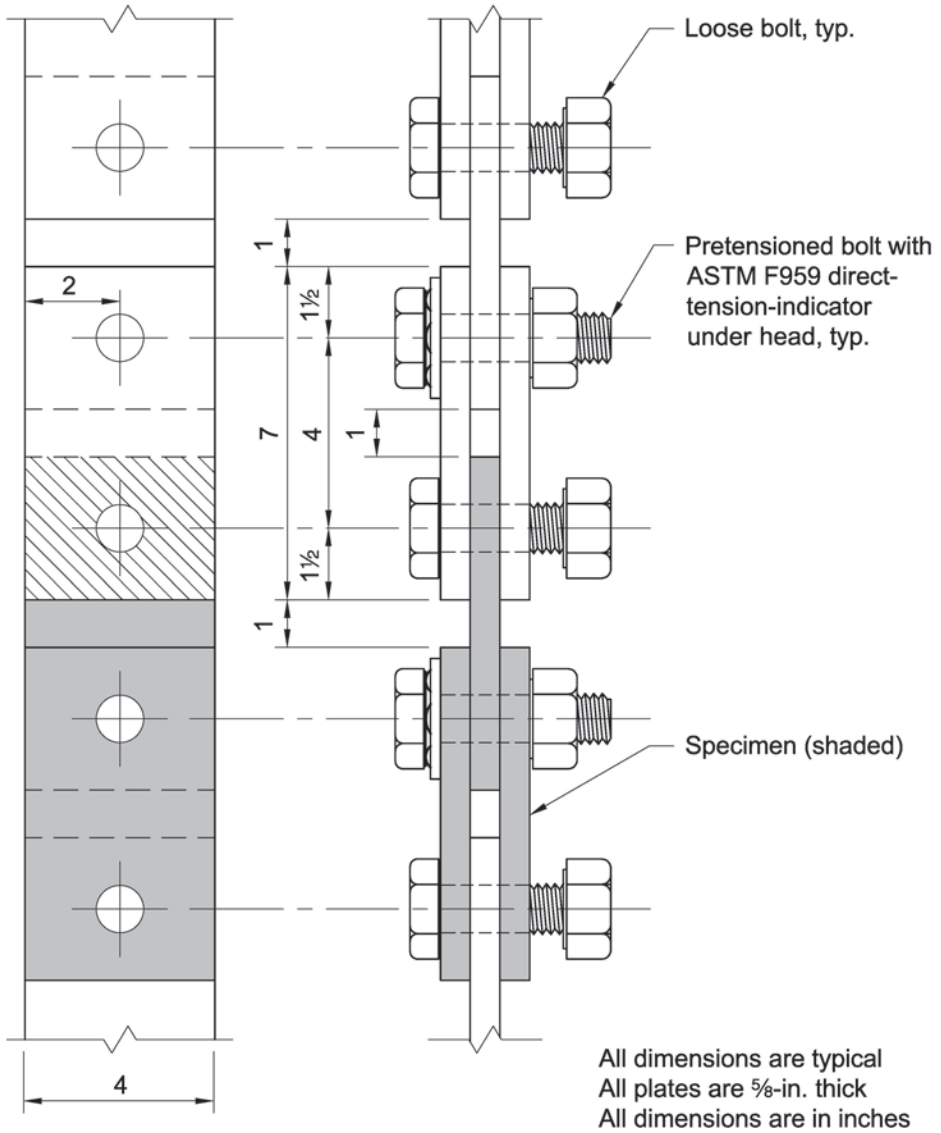 Loose bolt, typ.
1
Pretensioned bolt with
ASTM F959 direct-
tension-indicator
under head, typ.
2
1½
7
4
1
1½
1
Specimen (shaded)
4
All dimensions are typical
All plates are ⅝-in. thick
All dimensions are in inches